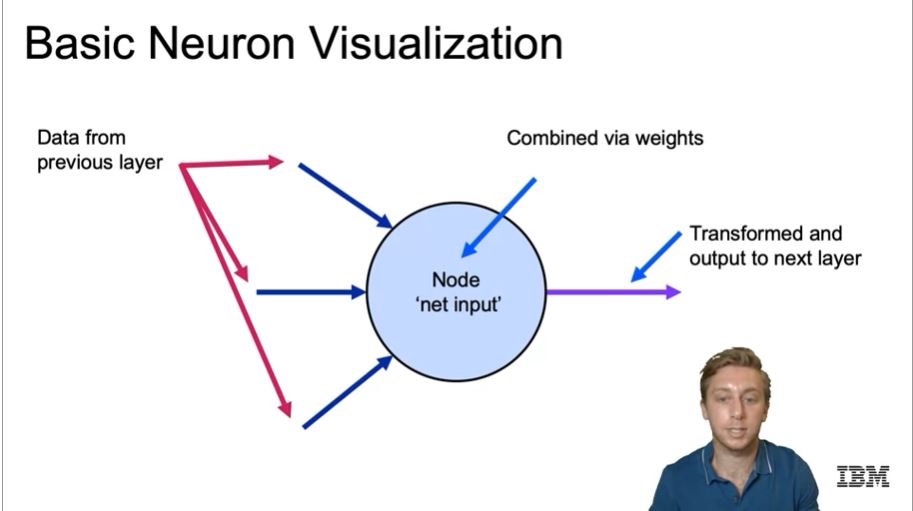 Basic Neuron Visualization
Data from
previous layer
Combined via weights
Transformed and
output to next layer
Node
‘net input’
IBM